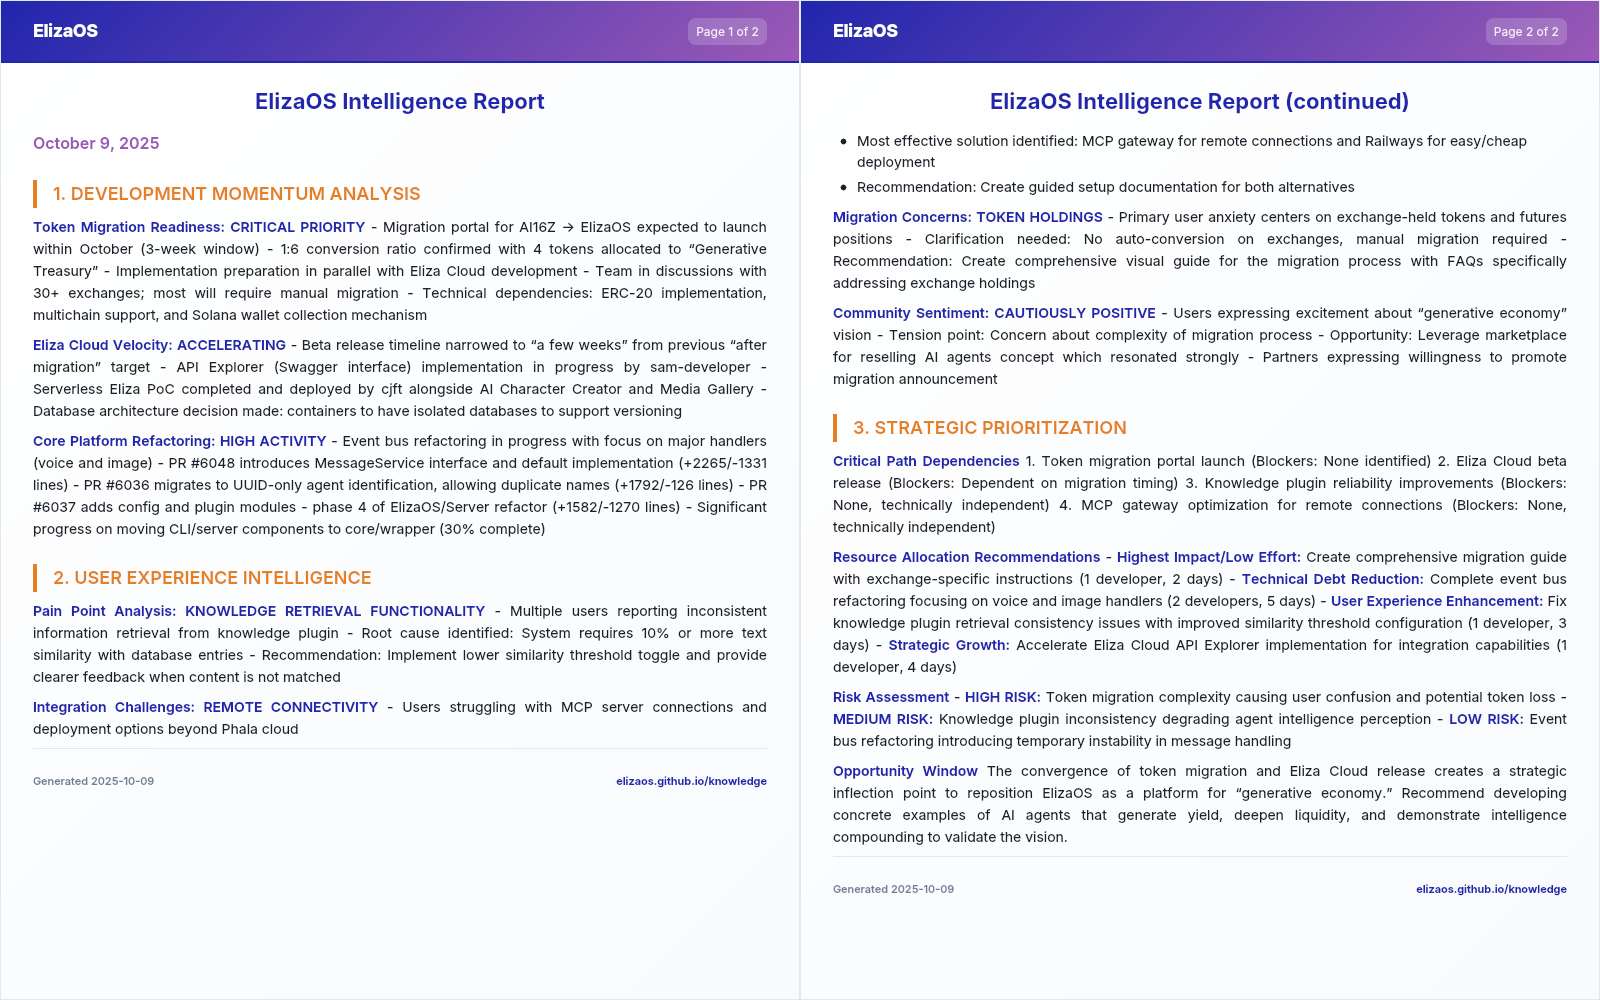 ElizaOS
Page 1 of 2
ElizaOS Intelligence Report
October 9, 2025
1. DEVELOPMENT MOMENTUM ANALYSIS
Token Migration Readiness: CRITICAL PRIORITY - Migration portal for AI16Z → ElizaOS expected to launch
within October (3-week window) - 1:6 conversion ratio confirmed with 4 tokens allocated to “Generative
Treasury” - Implementation preparation in parallel with Eliza Cloud development - Team in discussions with
30+ exchanges; most will require manual migration - Technical dependencies: ERC-20 implementation,
multichain support, and Solana wallet collection mechanism
Eliza Cloud Velocity: ACCELERATING - Beta release timeline narrowed to “a few weeks” from previous “after
migration” target - API Explorer (Swagger interface) implementation in progress by sam-developer -
Serverless Eliza PoC completed and deployed by cjft alongside AI Character Creator and Media Gallery -
Database architecture decision made: containers to have isolated databases to support versioning
Core Platform Refactoring: HIGH ACTIVITY - Event bus refactoring in progress with focus on major handlers
(voice and image) - PR #6048 introduces MessageService interface and default implementation (+2265/-1331
lines) - PR #6036 migrates to UUID-only agent identification, allowing duplicate names (+1792/-126 lines) - PR
#6037 adds config and plugin modules - phase 4 of ElizaOS/Server refactor (+1582/-1270 lines) - Significant
progress on moving CLI/server components to core/wrapper (30% complete)
2. USER EXPERIENCE INTELLIGENCE
Pain Point Analysis: KNOWLEDGE RETRIEVAL FUNCTIONALITY - Multiple users reporting inconsistent
information retrieval from knowledge plugin - Root cause identified: System requires 10% or more text
similarity with database entries - Recommendation: Implement lower similarity threshold toggle and provide
clearer feedback when content is not matched
Integration Challenges: REMOTE CONNECTIVITY - Users struggling with MCP server connections and
deployment options beyond Phala cloud
Generated 2025-10-09
elizaos.github.io/knowledge
ElizaOS
Page 2 of 2
ElizaOS Intelligence Report (continued)
• Most effective solution identified: MCP gateway for remote connections and Railways for easy/cheap
deployment
• Recommendation: Create guided setup documentation for both alternatives
Migration Concerns: TOKEN HOLDINGS - Primary user anxiety centers on exchange-held tokens and futures
positions - Clarification needed: No auto-conversion on exchanges, manual migration required -
Recommendation: Create comprehensive visual guide for the migration process with FAQs specifically
addressing exchange holdings
Community Sentiment: CAUTIOUSLY POSITIVE - Users expressing excitement about “generative economy”
vision - Tension point: Concern about complexity of migration process - Opportunity: Leverage marketplace
for reselling AI agents concept which resonated strongly - Partners expressing willingness to promote
migration announcement
3. STRATEGIC PRIORITIZATION
Critical Path Dependencies 1. Token migration portal launch (Blockers: None identified) 2. Eliza Cloud beta
release (Blockers: Dependent on migration timing) 3. Knowledge plugin reliability improvements (Blockers:
None, technically independent) 4. MCP gateway optimization for remote connections (Blockers: None,
technically independent)
Resource Allocation Recommendations - Highest Impact/Low Effort: Create comprehensive migration guide
with exchange-specific instructions (1 developer, 2 days) - Technical Debt Reduction: Complete event bus
refactoring focusing on voice and image handlers (2 developers, 5 days) - User Experience Enhancement: Fix
knowledge plugin retrieval consistency issues with improved similarity threshold configuration (1 developer, 3
days) - Strategic Growth: Accelerate Eliza Cloud API Explorer implementation for integration capabilities (1
developer, 4 days)
Risk Assessment - HIGH RISK: Token migration complexity causing user confusion and potential token loss -
MEDIUM RISK: Knowledge plugin inconsistency degrading agent intelligence perception - LOW RISK: Event
bus refactoring introducing temporary instability in message handling
Opportunity Window The convergence of token migration and Eliza Cloud release creates a strategic
inflection point to reposition ElizaOS as a platform for “generative economy.” Recommend developing
concrete examples of AI agents that generate yield, deepen liquidity, and demonstrate intelligence
compounding to validate the vision.
Generated 2025-10-09
elizaos.github.io/knowledge